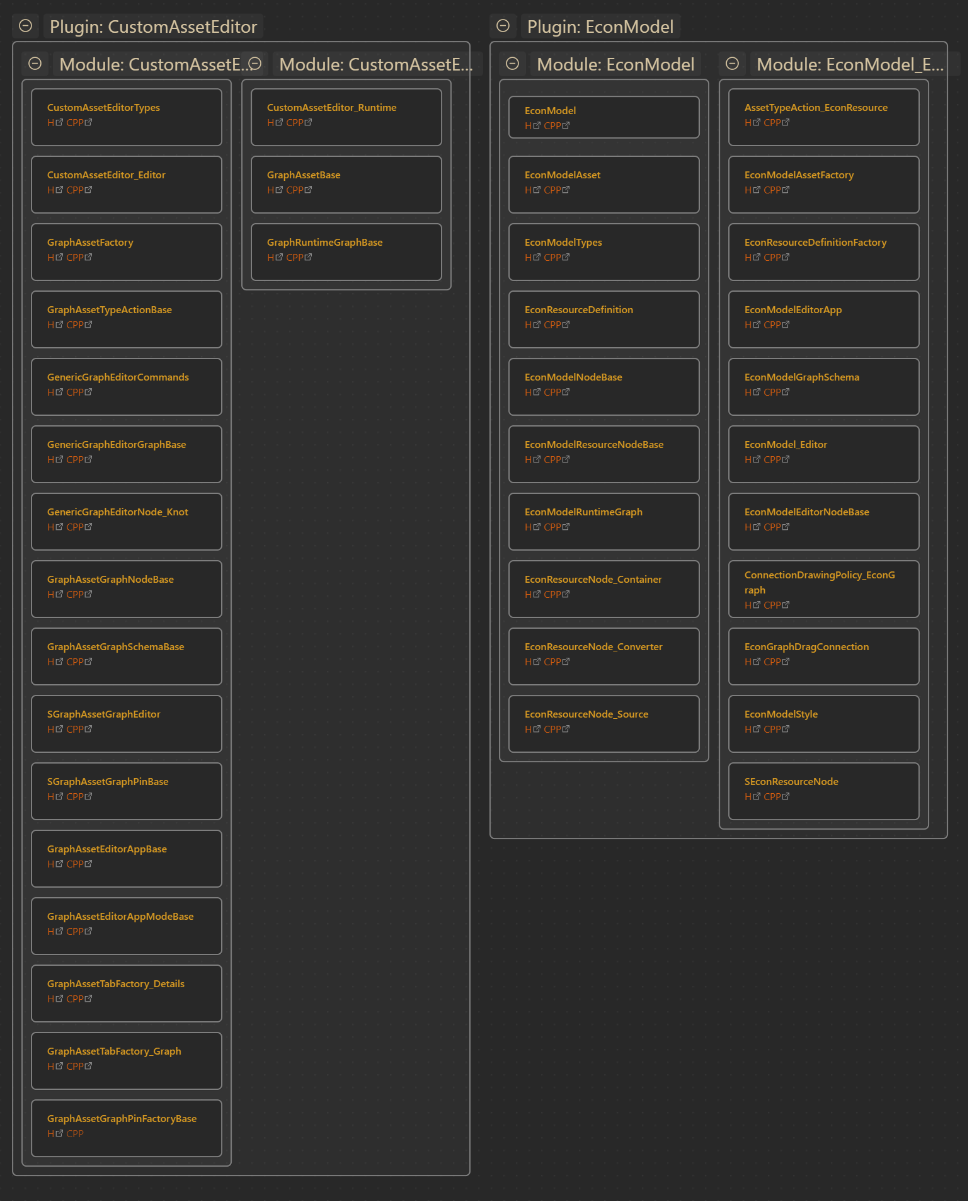 Plugin: CustomAssetEditor
Module: CustomAssetE...
CustomAssetEditorTypes
H CPP
CustomAssetEditor_Editor
H CPP
GraphAssetFactory
H CPP
GraphAssetTypeActionBase
H CPP
GenericGraphEditorCommands
H CPP
GenericGraphEditorGraphBase
H CPP
GenericGraphEditorNode_Knot
H CPP
GraphAssetGraphNodeBase
H CPP
GraphAssetGraphSchemaBase
H CPP
SGraphAssetGraphEditor
H CPP
SGraphAssetGraphPinBase
H CPP
GraphAssetEditorAppBase
H CPP
GraphAssetEditorAppModeBase
H CPP
GraphAssetTabFactory_Details
H CPP
GraphAssetTabFactory_Graph
H CPP
GraphAssetGraphPinFactoryBase
H CPP
Module: CustomAssetE...
CustomAssetEditor_Runtime
H CPP
GraphAssetBase
H CPP
GraphRuntimeGraphBase
H CPP
Plugin: EconModel
Module: EconModel
EconModel
H CPP
EconModelAsset
H CPP
EconModelTypes
H CPP
EconResourceDefinition
H CPP
EconModelNodeBase
H CPP
EconModelResourceNodeBase
H CPP
EconModelRuntimeGraph
H CPP
EconResourceNode_Container
H CPP
EconResourceNode_Converter
H CPP
EconResourceNode_Source
H CPP
Module: EconModel_E...
AssetTypeAction_EconResource
H CPP
EconModelAssetFactory
H CPP
EconResourceDefinitionFactory
H CPP
EconModelEditorApp
H CPP
EconModelGraphSchema
H CPP
EconModel_Editor
H CPP
EconModelEditorNodeBase
H CPP
ConnectionDrawingPolicy_EconG
raph
H CPP
EconGraphDragConnection
H CPP
EconModelStyle
H CPP
SEconResourceNode
H CPP